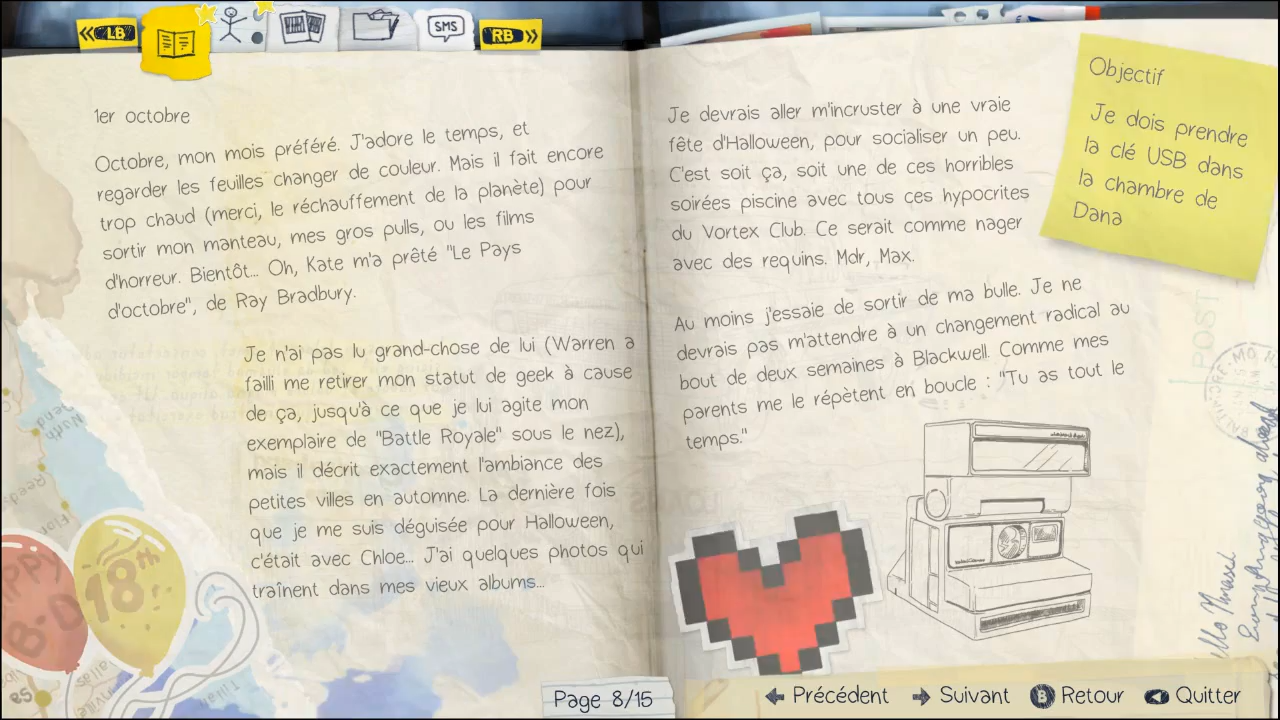 LB
SMS
RB
1er octobre
Octobre, mon mois préféré. J'adore le temps, et
regarder les feuilles changer de couleur. Mais il fait encore
trop chaud (merci, le réchauffement de la planète) pour
sortir mon manteau, mes gros pulls, ou les films
d'horreur. Bientôt... Oh, Kate m'a prêté "Le Pays
d'octobre", de Ray Bradbury.
Je n'ai pas lu grand-chose de lui (Warren a
failli me retirer mon statut de geek à cause
de ça, jusqu'à ce que je lui agite mon
exemplaire de "Battle Royale" sous le nez),
mais il décrit exactement l'ambiance des
petites villes en automne. La dernière fois
que je me suis déguisée pour Halloween,
c'était avec Chloe... J'ai quelques photos qui
traînent dans mes vieux albums...
18th
Je devrais aller m'incruster à une vraie
fête d'Halloween, pour socialiser un peu.
C'est soit ça, soit une de ces horribles
soirées piscine avec tous ces hypocrites
du Vortex Club. Ce serait comme nager
avec des requins. Mdr, Max.
Au moins j'essaie de sortir de ma bulle. Je ne
devrais pas m'attendre à un changement radical au
bout de deux semaines à Blackwell. Comme mes
parents me le répètent en boucle : "Tu as tout le
temps."
Objectif
Je dois prendre
la clé USB dans
la chambre de
Dana
POST
Page 8/15
Précédent
Suivant
B Retour
Quitter